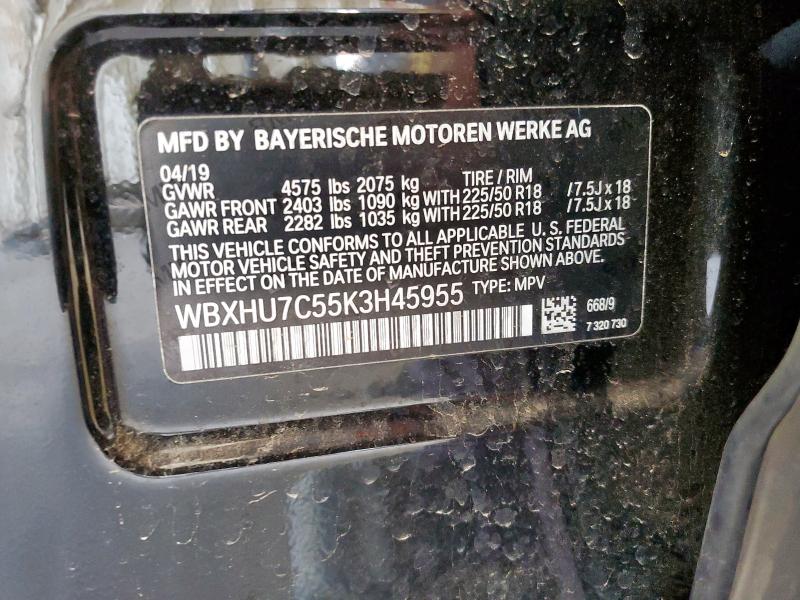 MFD BY BAYERISCHE MOTOREN WERKE AG
04/19 TIRE / RIM
GVWR 4575 lbs 2075 kg
GAWR FRONT 2403 lbs 1090 kg WITH 225/50 R18 /7.5J x 18
GAWR REAR 2282 lbs 1035 kg WITH 225/50 R18 /7.5J x 18
THIS VEHICLE CONFORMS TO ALL APPLICABLE U. S. FEDERAL
MOTOR VEHICLE SAFETY AND THEFT PREVENTION STANDARDS
IN EFFECT ON THE DATE OF MANUFACTURE SHOWN ABOVE.
WBXHU7C55K3H45955 TYPE: MPV
668/9
7 320 730